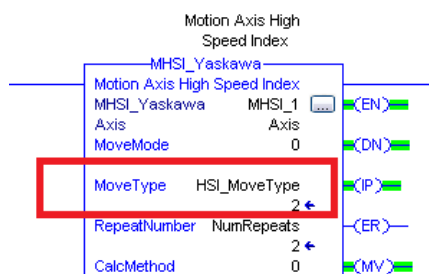 Motion Axis High
Speed Index
MHSI_Yaskawa
Motion Axis High Speed Index
MHSI_Yaskawa MHSI_1 ... (EN)
Axis Axis
MoveMode 0 (DN)
MoveType HSI_MoveType (IP)
2
RepeatNumber NumRepeats (ER)
2
CalcMethod 0 (MV)